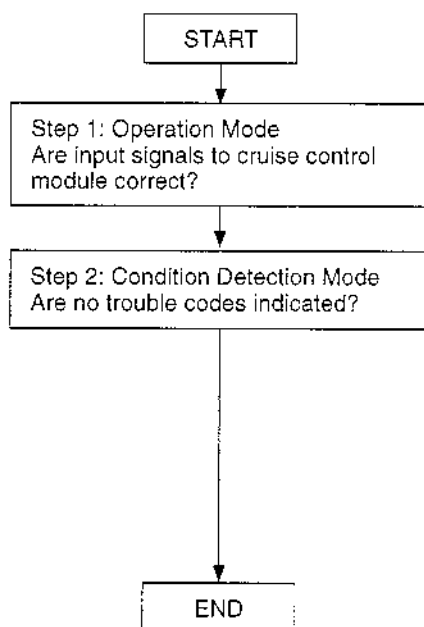 START
Step 1: Operation Mode
Are input signals to cruise control
module correct?
Step 2: Condition Detection Mode
Are no trouble codes indicated?
END